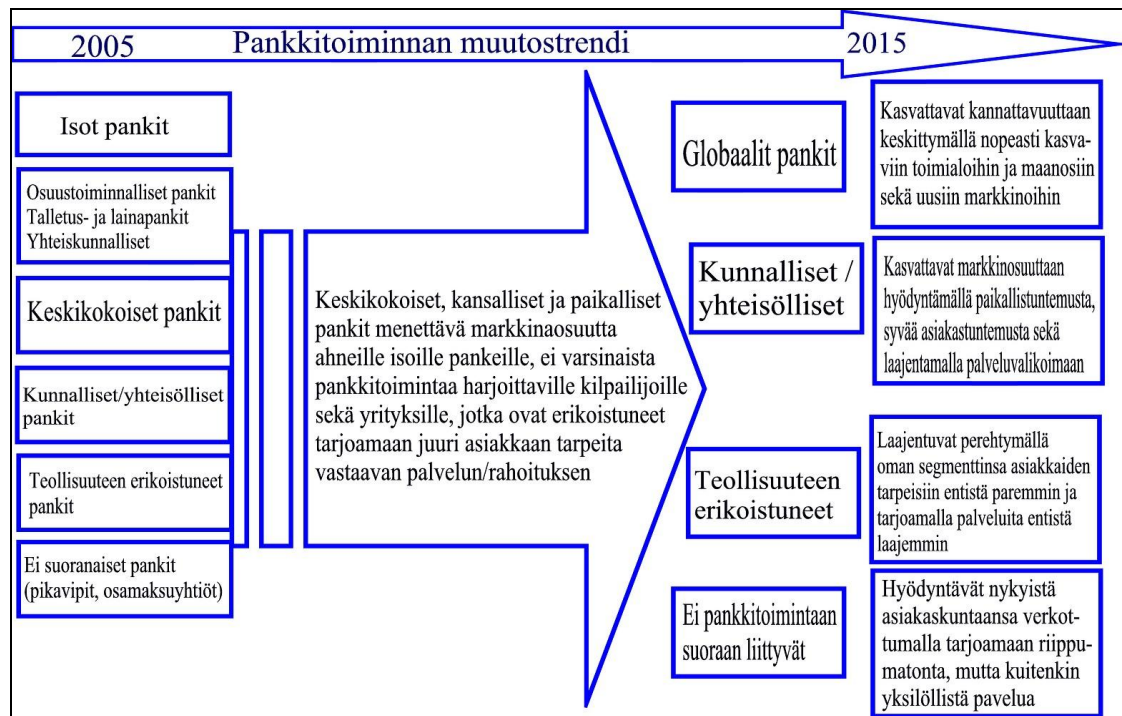 2005
Pankkitoiminnan muutostrendi
2015
Isot pankit
Osuustoiminnalliset pankit
Talletus- ja lainapankit
Yhteiskunnalliset
Keskikokoiset pankit
Kunnalliset/yhteisölliset
pankit
Teollisuuteen erikoistuneet
pankit
Ei suoranaiset pankit
(pikavipit, osamaksuyhtiöt)
Keskikokoiset, kansalliset ja paikalliset
pankit menettävä markkinaosuutta
ahneille isoille pankeille, ei varsinaista
pankkitoimintaa harjoittaville kilpailijoille
sekä yrityksille, jotka ovat erikoistuneet
tarjoamaan juuri asiakkaan tarpeita
vastaavan palvelun/rahoituksen
Globaalit pankit
Kasvattavat kannattavuuttaan
keskittymällä nopeasti kasva-
viin toimialoihin ja maanosiin
sekä uusiin markkinoihin
Kunnalliset /
yhteisölliset
Kasvattavat markkinosuuttaan
hyödyntämällä paikallistuntemusta,
syvää asiakastuntemusta sekä
laajentamalla palveluvalikoimaan
Teollisuuteen
erikoistuneet
Laajentuvat perehtymällä
oman segmenttinsa asiakkaiden
tarpeisiin entistä paremmin ja
tarjoamalla palveluita entistä
laajemmin
Ei pankkitoimintaan
suoraan liittyvät
Hyödyntävät nykyistä
asiakaskuntaansa verkot-
tumalla tarjoamaan riippu-
matonta, mutta kuitenkin
yksilöllistä pavelua